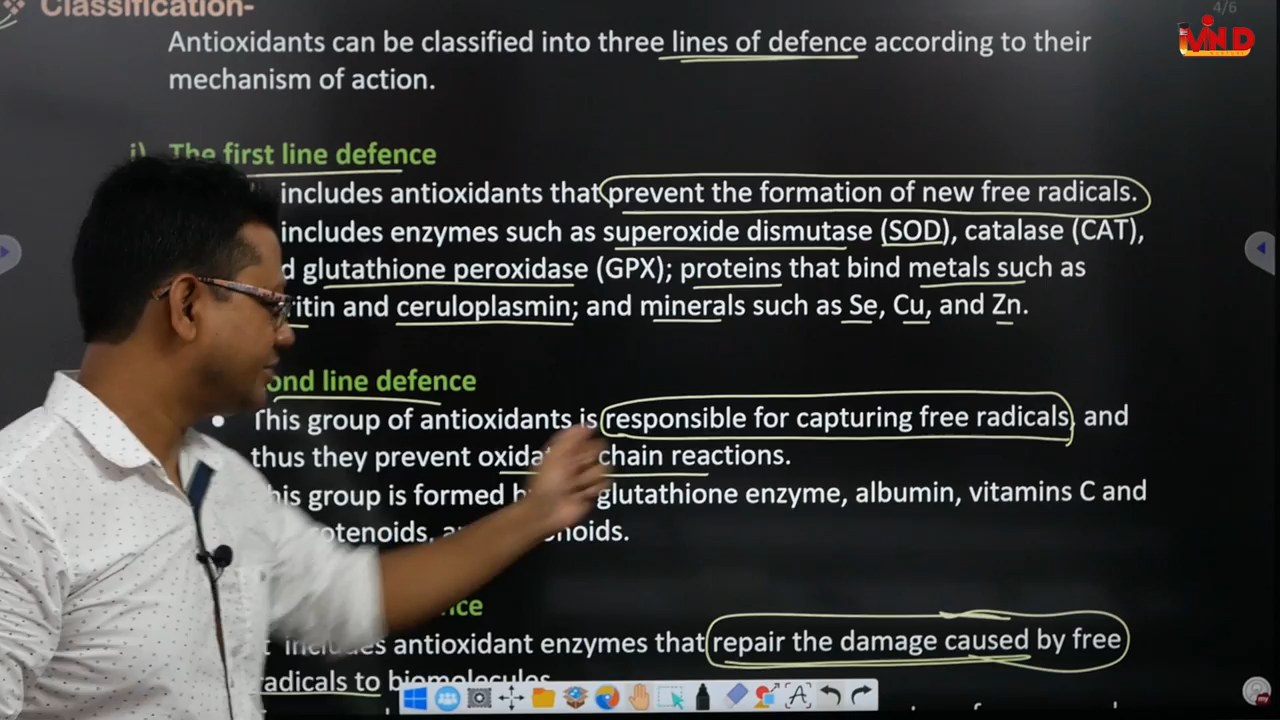 Classification-
4/6
MIND
Antioxidants can be classified into three lines of defence according to their
mechanism of action.
i) The first line defence
includes antioxidants that prevent the formation of new free radicals.
includes enzymes such as superoxide dismutase (SOD), catalase (CAT),
glutathione peroxidase (GPX); proteins that bind metals such as
and ceruloplasmin; and minerals such as Se, Cu, and Zn.
line defence
This group of antioxidants is responsible for capturing free radicals, and
thus they prevent chain reactions.
This group is formed glutathione enzyme, albumin, vitamins C and
includes antioxidant enzymes that repair the damage caused by free
radicals to biomolecules